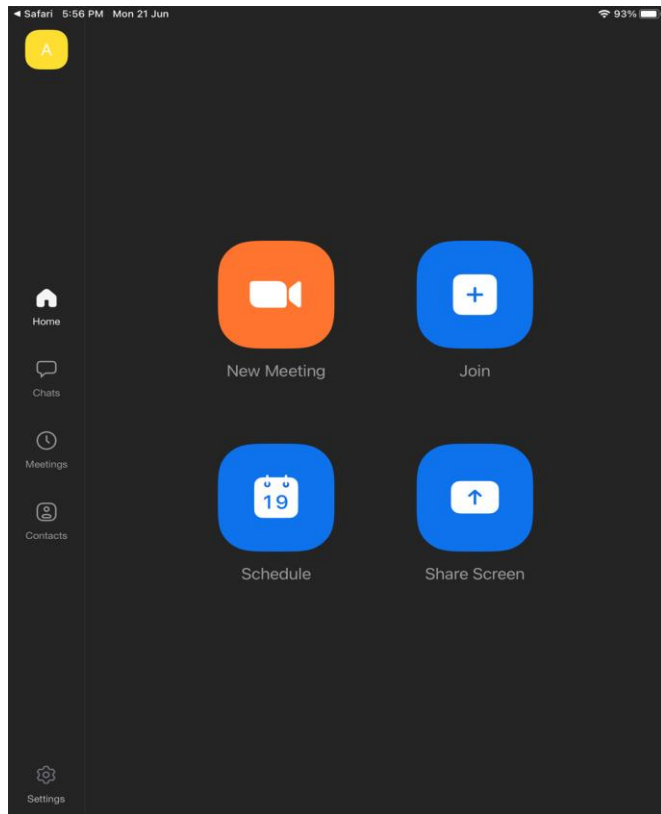 Safari 5:56 PM Mon 21 Jun 93%
A
Home
Chats
Meetings
Contacts
Settings
New Meeting
Join
19
Schedule
Share Screen